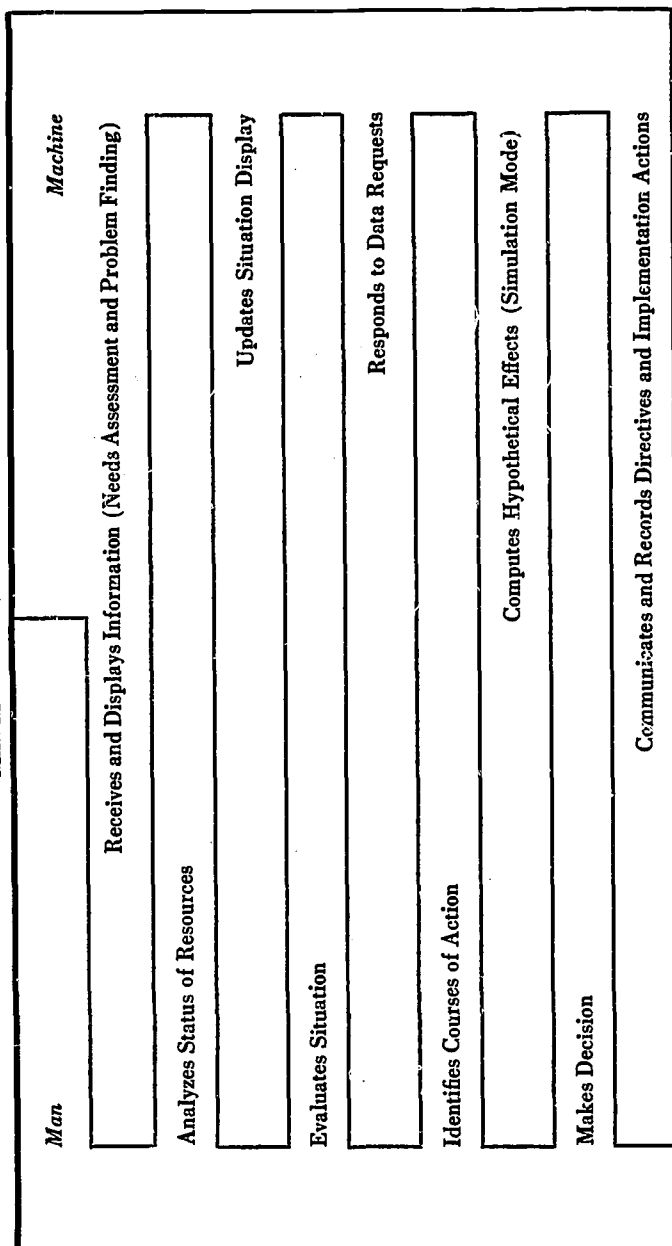 Man
Machine
Receives and Displays Information (Needs Assessment and Problem Finding)
Analyzes Status of Resources
Updates Situation Display
Evaluates Situation
Responds to Data Requests
Identifies Courses of Action
Computes Hypothetical Effects (Simulation Mode)
Makes Decision
Communicates and Records Directives and Implementation Actions